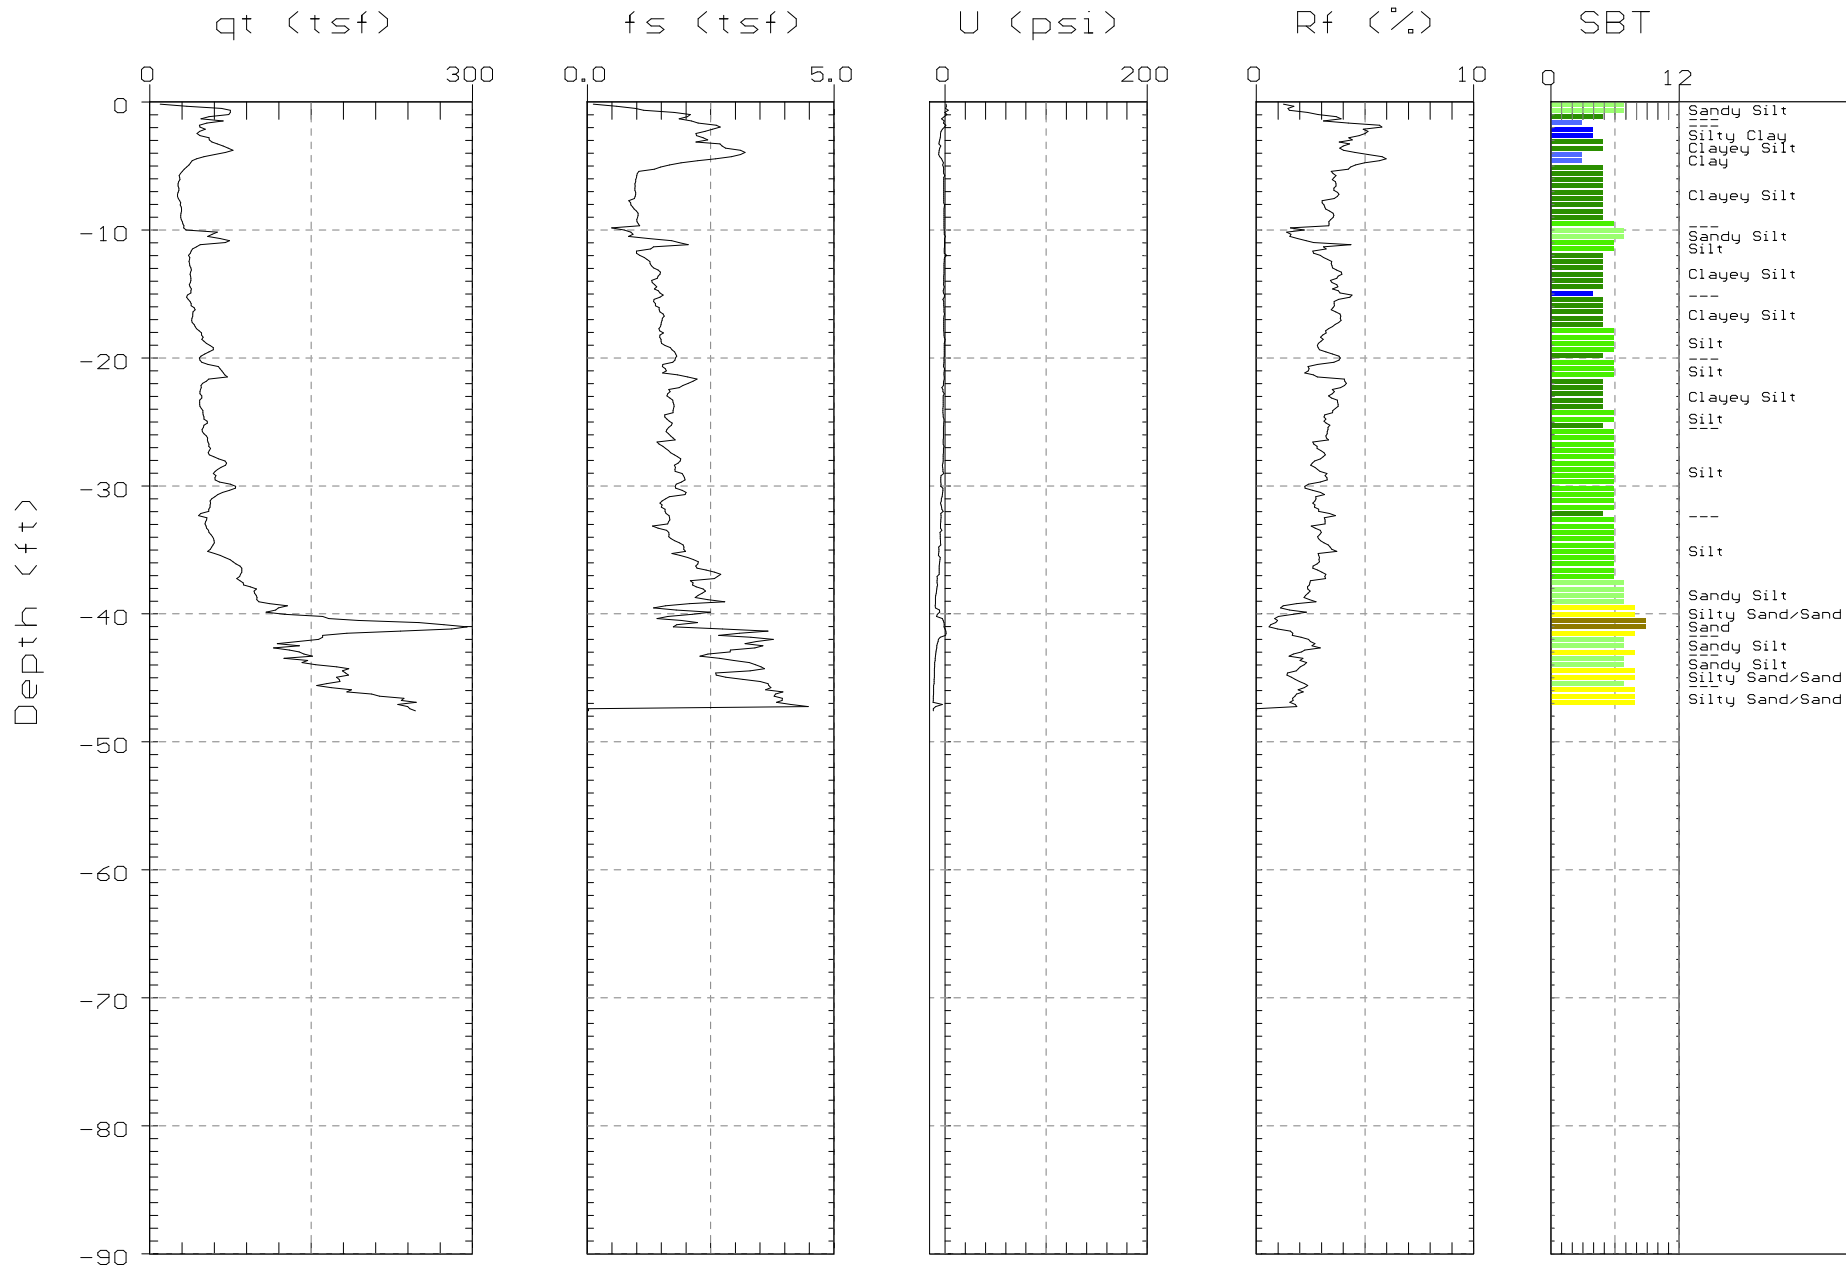 qt (tsf) fs (tsf) U (psi) Rf (%) SBT
0 300 0.0 5.0 0 200 0 10 0 12
0
-10
-20
-30
-40
-50
-60
-70
-80
-90
Depth (ft)
Sandy Silt
---
Silty Clay
Clayey Silt
Clay
Clayey Silt
---
Sandy Silt
Silt
Clayey Silt
---
Clayey Silt
Silt
---
Silt
Clayey Silt
Silt
---
Silt
---
Silt
Sandy Silt
Silty Sand/Sand
Sand
---
Sandy Silt
---
Sandy Silt
Silty Sand/Sand
---
Silty Sand/Sand